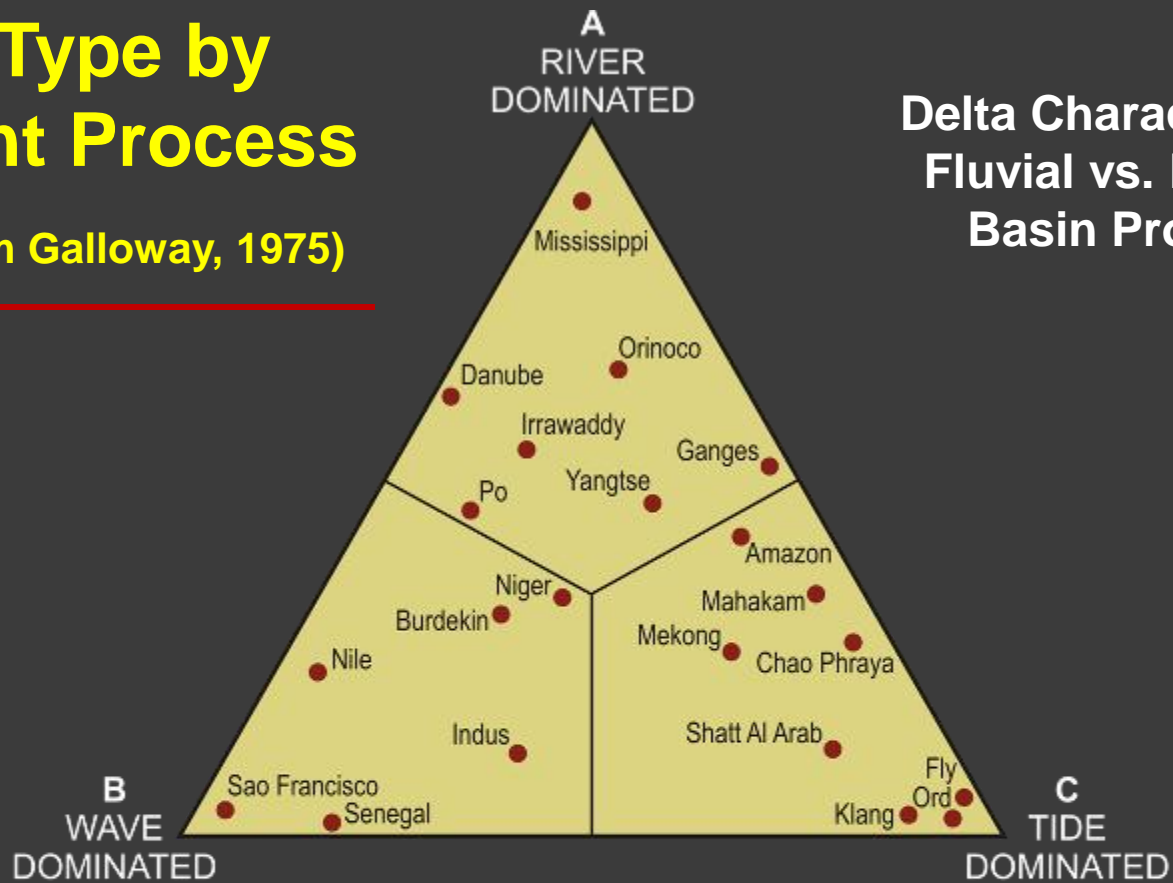 Type by
nt Process
n Galloway, 1975)
A
RIVER
DOMINATED
Delta Charac
Fluvial vs.
Basin Pro
Mississippi
Orinoco
Danube
Irrawaddy
Ganges
Yangtse
Po
Amazon
Niger
Mahakam
Burdekin
Mekong
Nile
Chao Phraya
Indus
Shatt Al Arab
Fly
Sao Francisco
Ord
Senegal
Klang
B
WAVE
DOMINATED
C
TIDE
DOMINATED